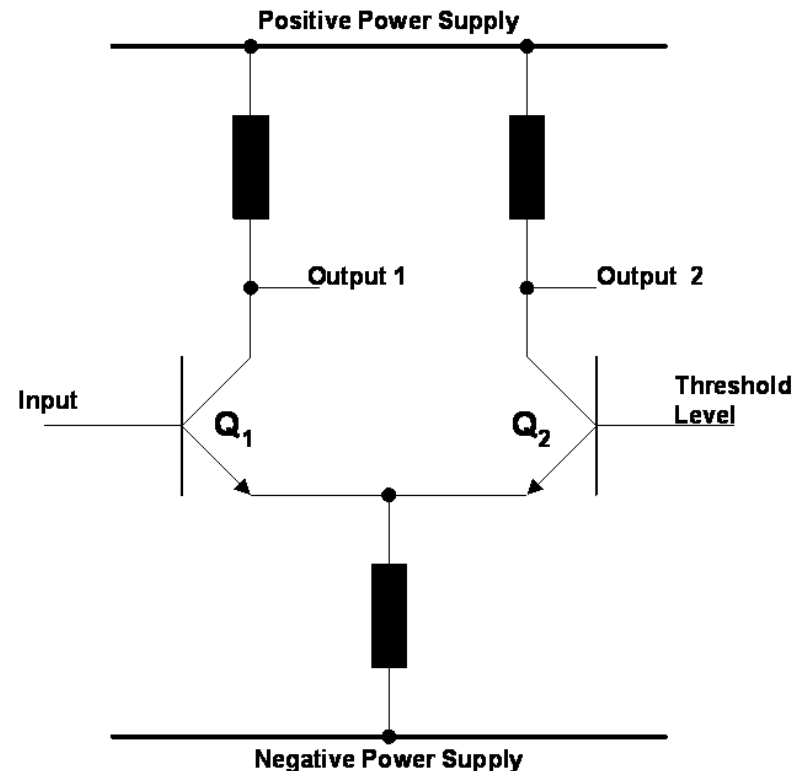 Positive Power Supply
Output 1
Output 2
Input
Q1
Q2
Threshold
Level
Negative Power Supply